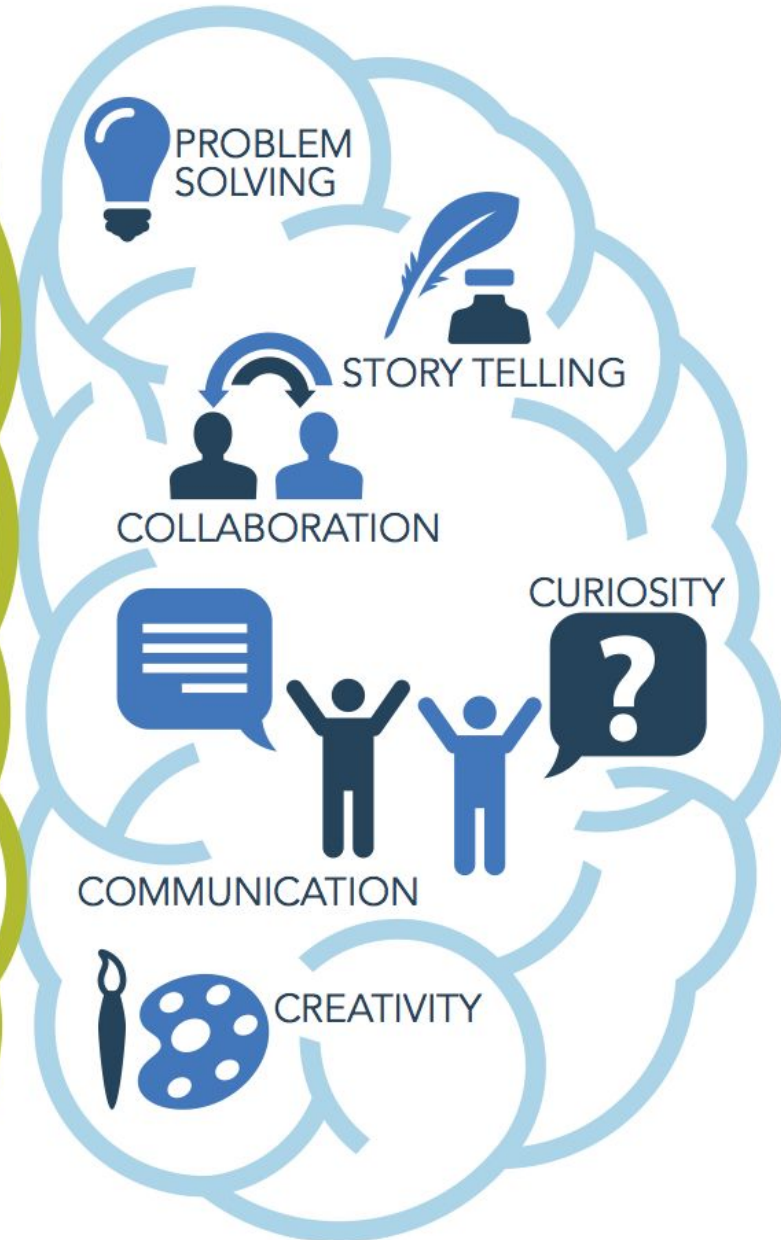 PROBLEM
SOLVING
STORY TELLING
COLLABORATION
CURIOSITY
?
COMMUNICATION
CREATIVITY